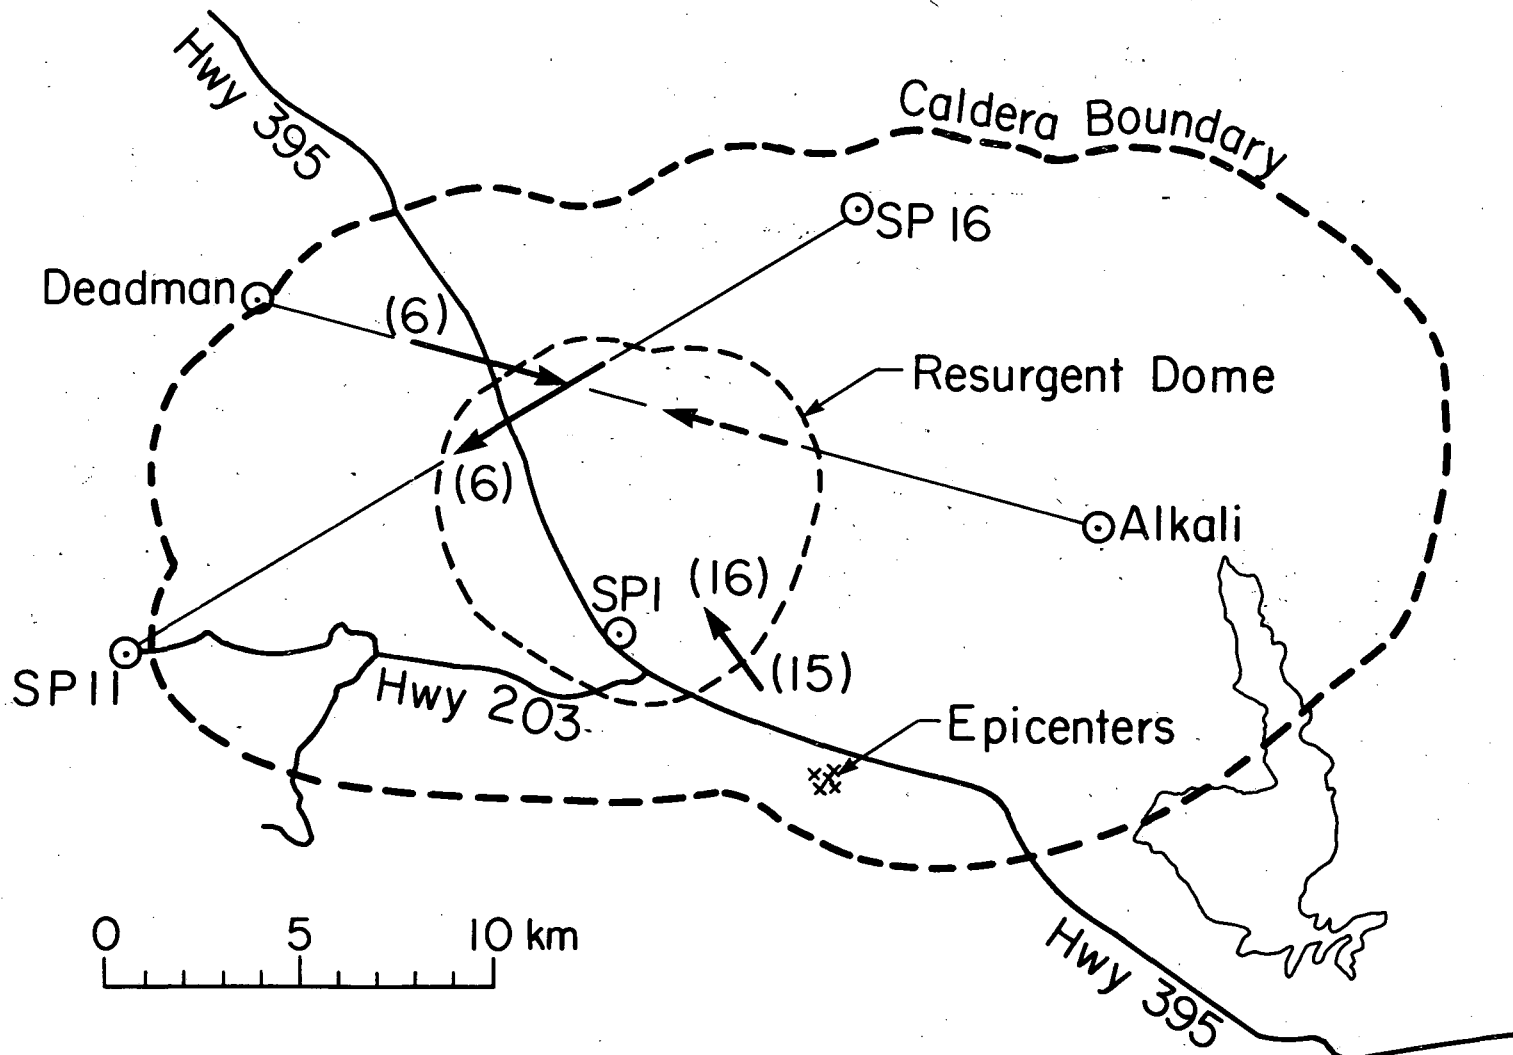 Hwy 395
Caldera Boundary
SP 16
Deadman
(6)
Resurgent Dome
(6)
Alkali
SP1
(16)
(15)
SP11
Hwy 203
Epicenters
0 5 10 km
Hwy 395